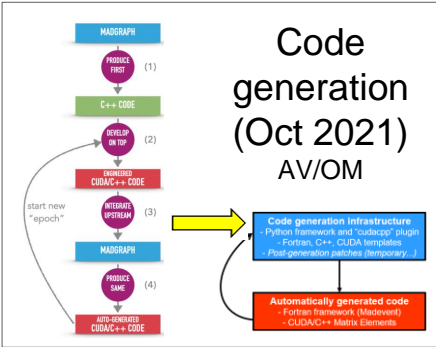 MADGRAPH
PRODUCE
FIRST
(1)
C++ CODE
DEVELOP
ON TOP
(2)
ENGINEERED
CUDA/C++ CODE
start new
"epoch"
INTEGRATE
UPSTREAM
(3)
MADGRAPH
PRODUCE
SAME
(4)
AUTO-GENERATED
CUDA/C++ CODE
Code
generation
(Oct 2021)
AV/OM
Code generation infrastructure
- Python framework and "cudacpp" plugin
- Fortran, C++, CUDA templates
- Post-generation patches (temporary...)
Automatically generated code
- Fortran framework (Madevent)
- CUDA/C++ Matrix Elements